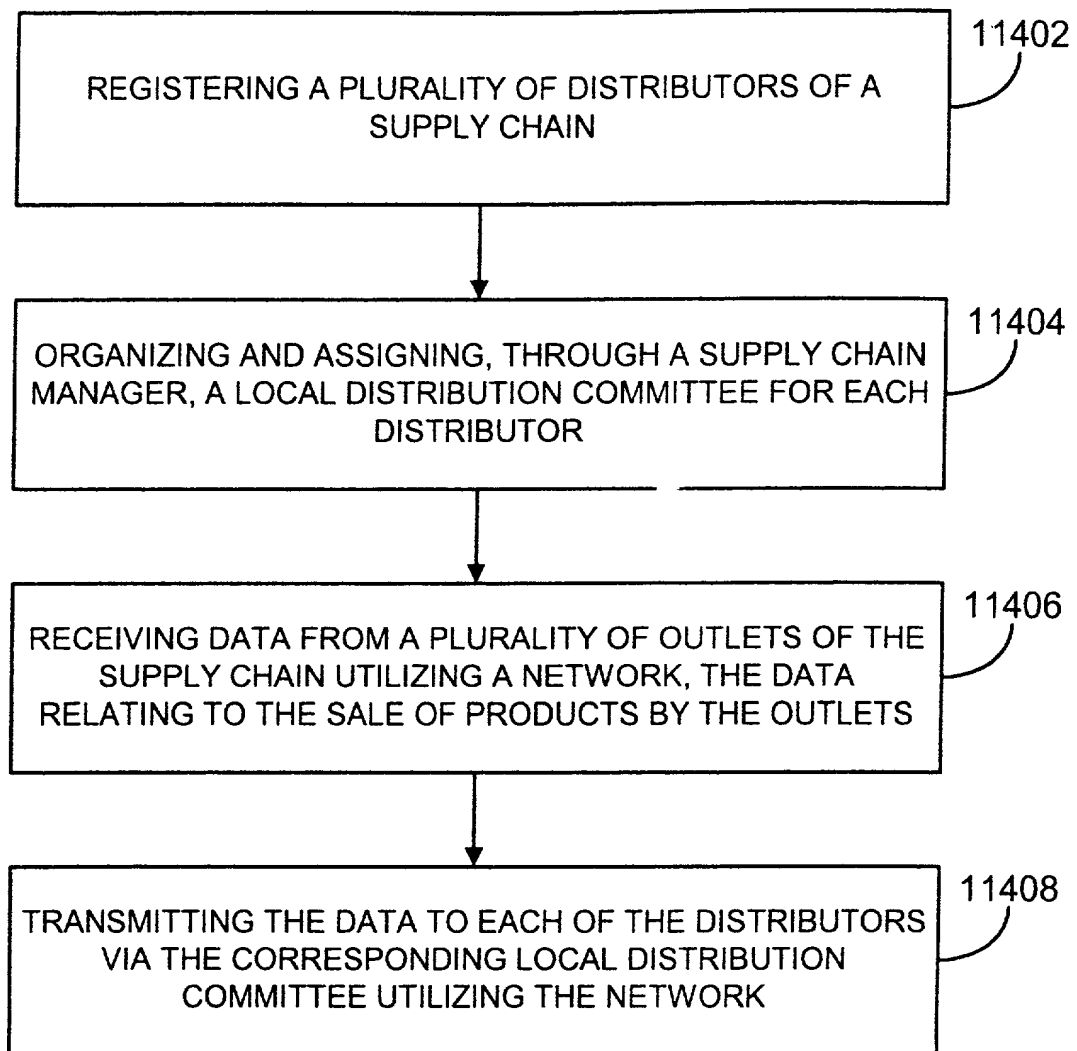 11402
REGISTERING A PLURALITY OF DISTRIBUTORS OF A
SUPPLY CHAIN
11404
ORGANIZING AND ASSIGNING, THROUGH A SUPPLY CHAIN
MANAGER, A LOCAL DISTRIBUTION COMMITTEE FOR EACH
DISTRIBUTOR
11406
RECEIVING DATA FROM A PLURALITY OF OUTLETS OF THE
SUPPLY CHAIN UTILIZING A NETWORK, THE DATA
RELATING TO THE SALE OF PRODUCTS BY THE OUTLETS
11408
TRANSMITTING THE DATA TO EACH OF THE DISTRIBUTORS
VIA THE CORRESPONDING LOCAL DISTRIBUTION
COMMITTEE UTILIZING THE NETWORK